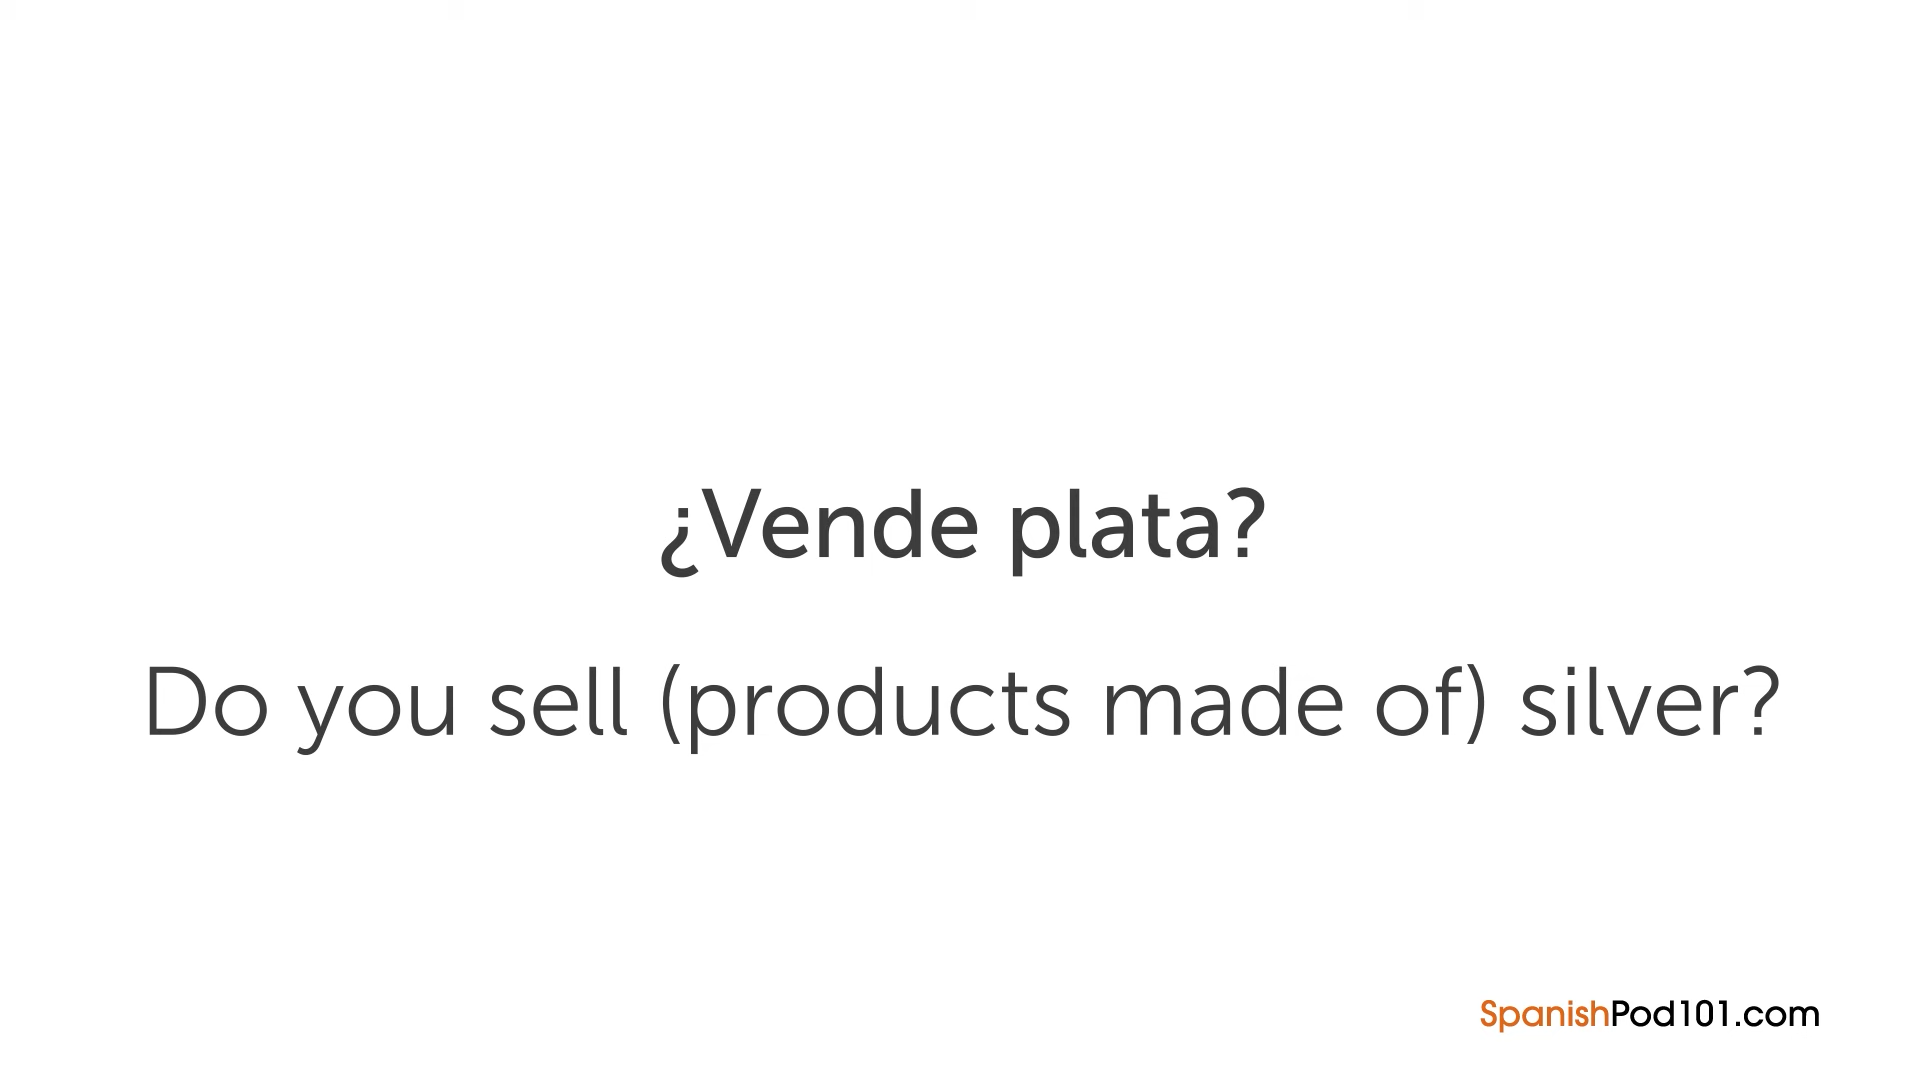 ¿Vende plata?
Do you sell (products made of) silver?
SpanishPod101.com